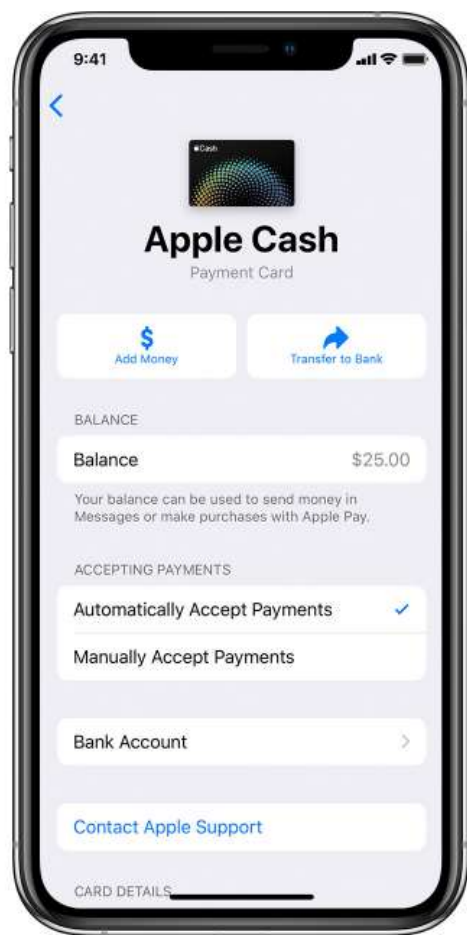 9:41
Cash
Apple Cash
Payment Card
$
Add Money
Transfer to Bank
BALANCE
Balance $25.00
Your balance can be used to send money in
Messages or make purchases with Apple Pay.
ACCEPTING PAYMENTS
Automatically Accept Payments
Manually Accept Payments
Bank Account
Contact Apple Support
CARD DETAILS